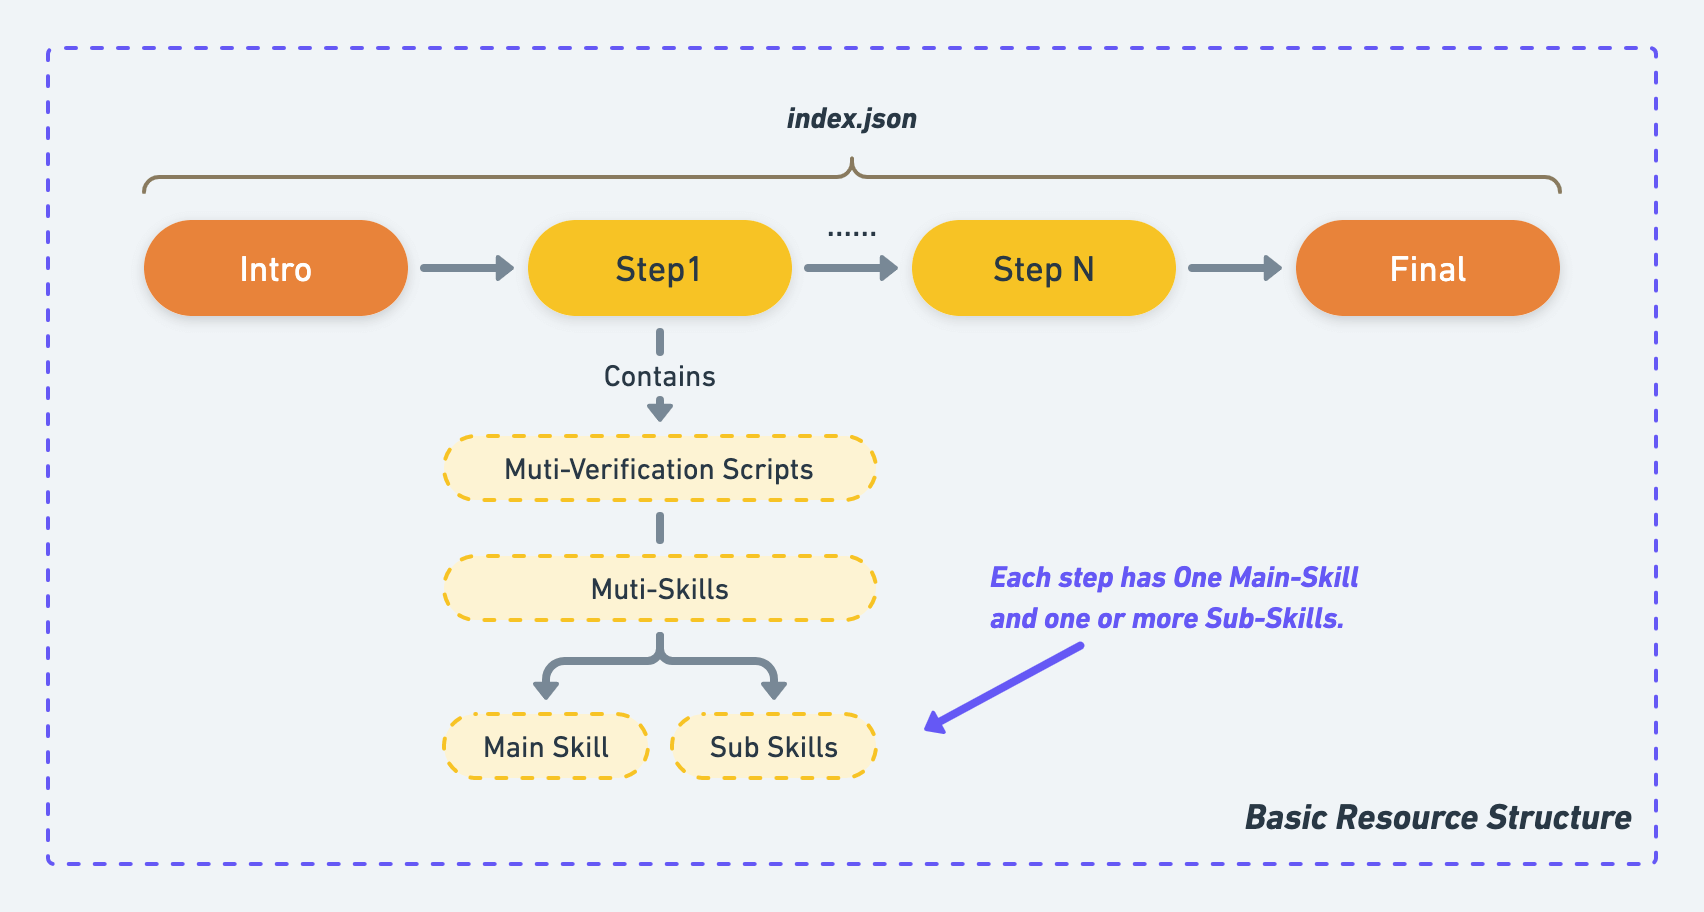 index.json
Intro
Step1
......
Step N
Final
Contains
Muti-Verification Scripts
Muti-Skills
Each step has One Main-Skill
and one or more Sub-Skills.
Main Skill
Sub Skills
Basic Resource Structure